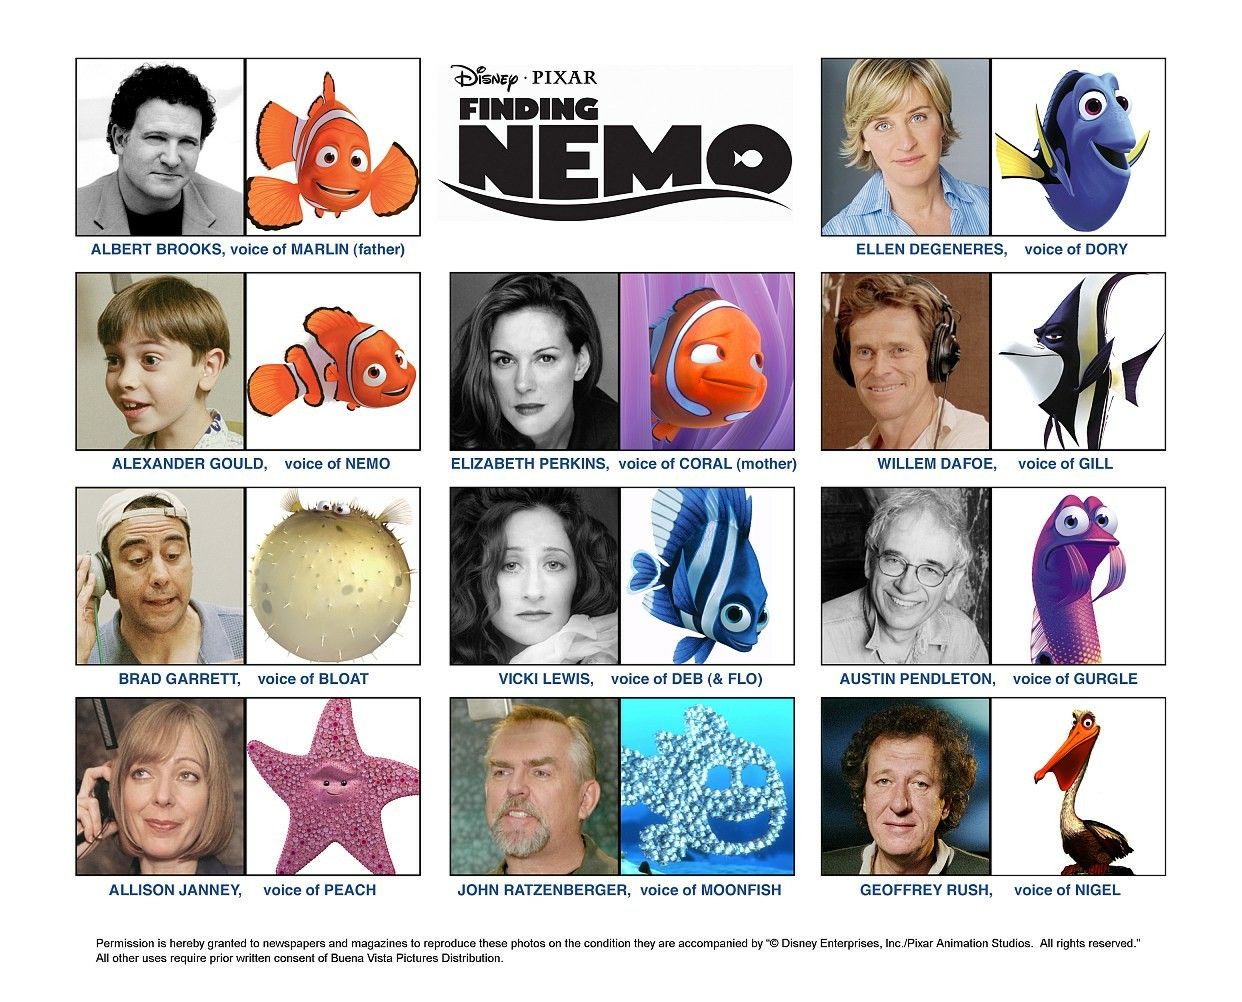 Disney · PIXAR
FINDING
NEMO
ALBERT BROOKS, voice of MARLIN (father)
ELLEN DEGENERES, voice of DORY
ALEXANDER GOULD, voice of NEMO
ELIZABETH PERKINS, voice of CORAL (mother)
WILLEM DAFOE, voice of GILL
BRAD GARRETT, voice of BLOAT
VICKI LEWIS, voice of DEB (& FLO)
AUSTIN PENDLETON, voice of GURGLE
ALLISON JANNEY, voice of PEACH
JOHN RATZENBERGER, voice of MOONFISH
GEOFFREY RUSH, voice of NIGEL
Permission is hereby granted to newspapers and magazines to reproduce these photos on the condition they are accompanied by "© Disney Enterprises, Inc./Pixar Animation Studios. All rights reserved."
All other uses require prior written consent of Buena Vista Pictures Distribution.